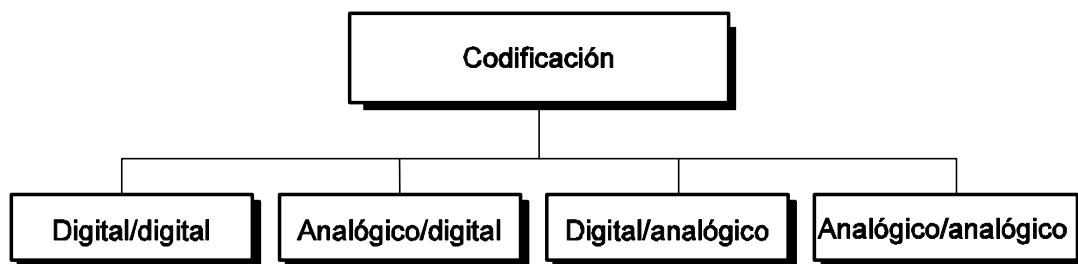 Codificación
Digital/digital
Analógico/digital
Digital/analógico
Analógico/analógico